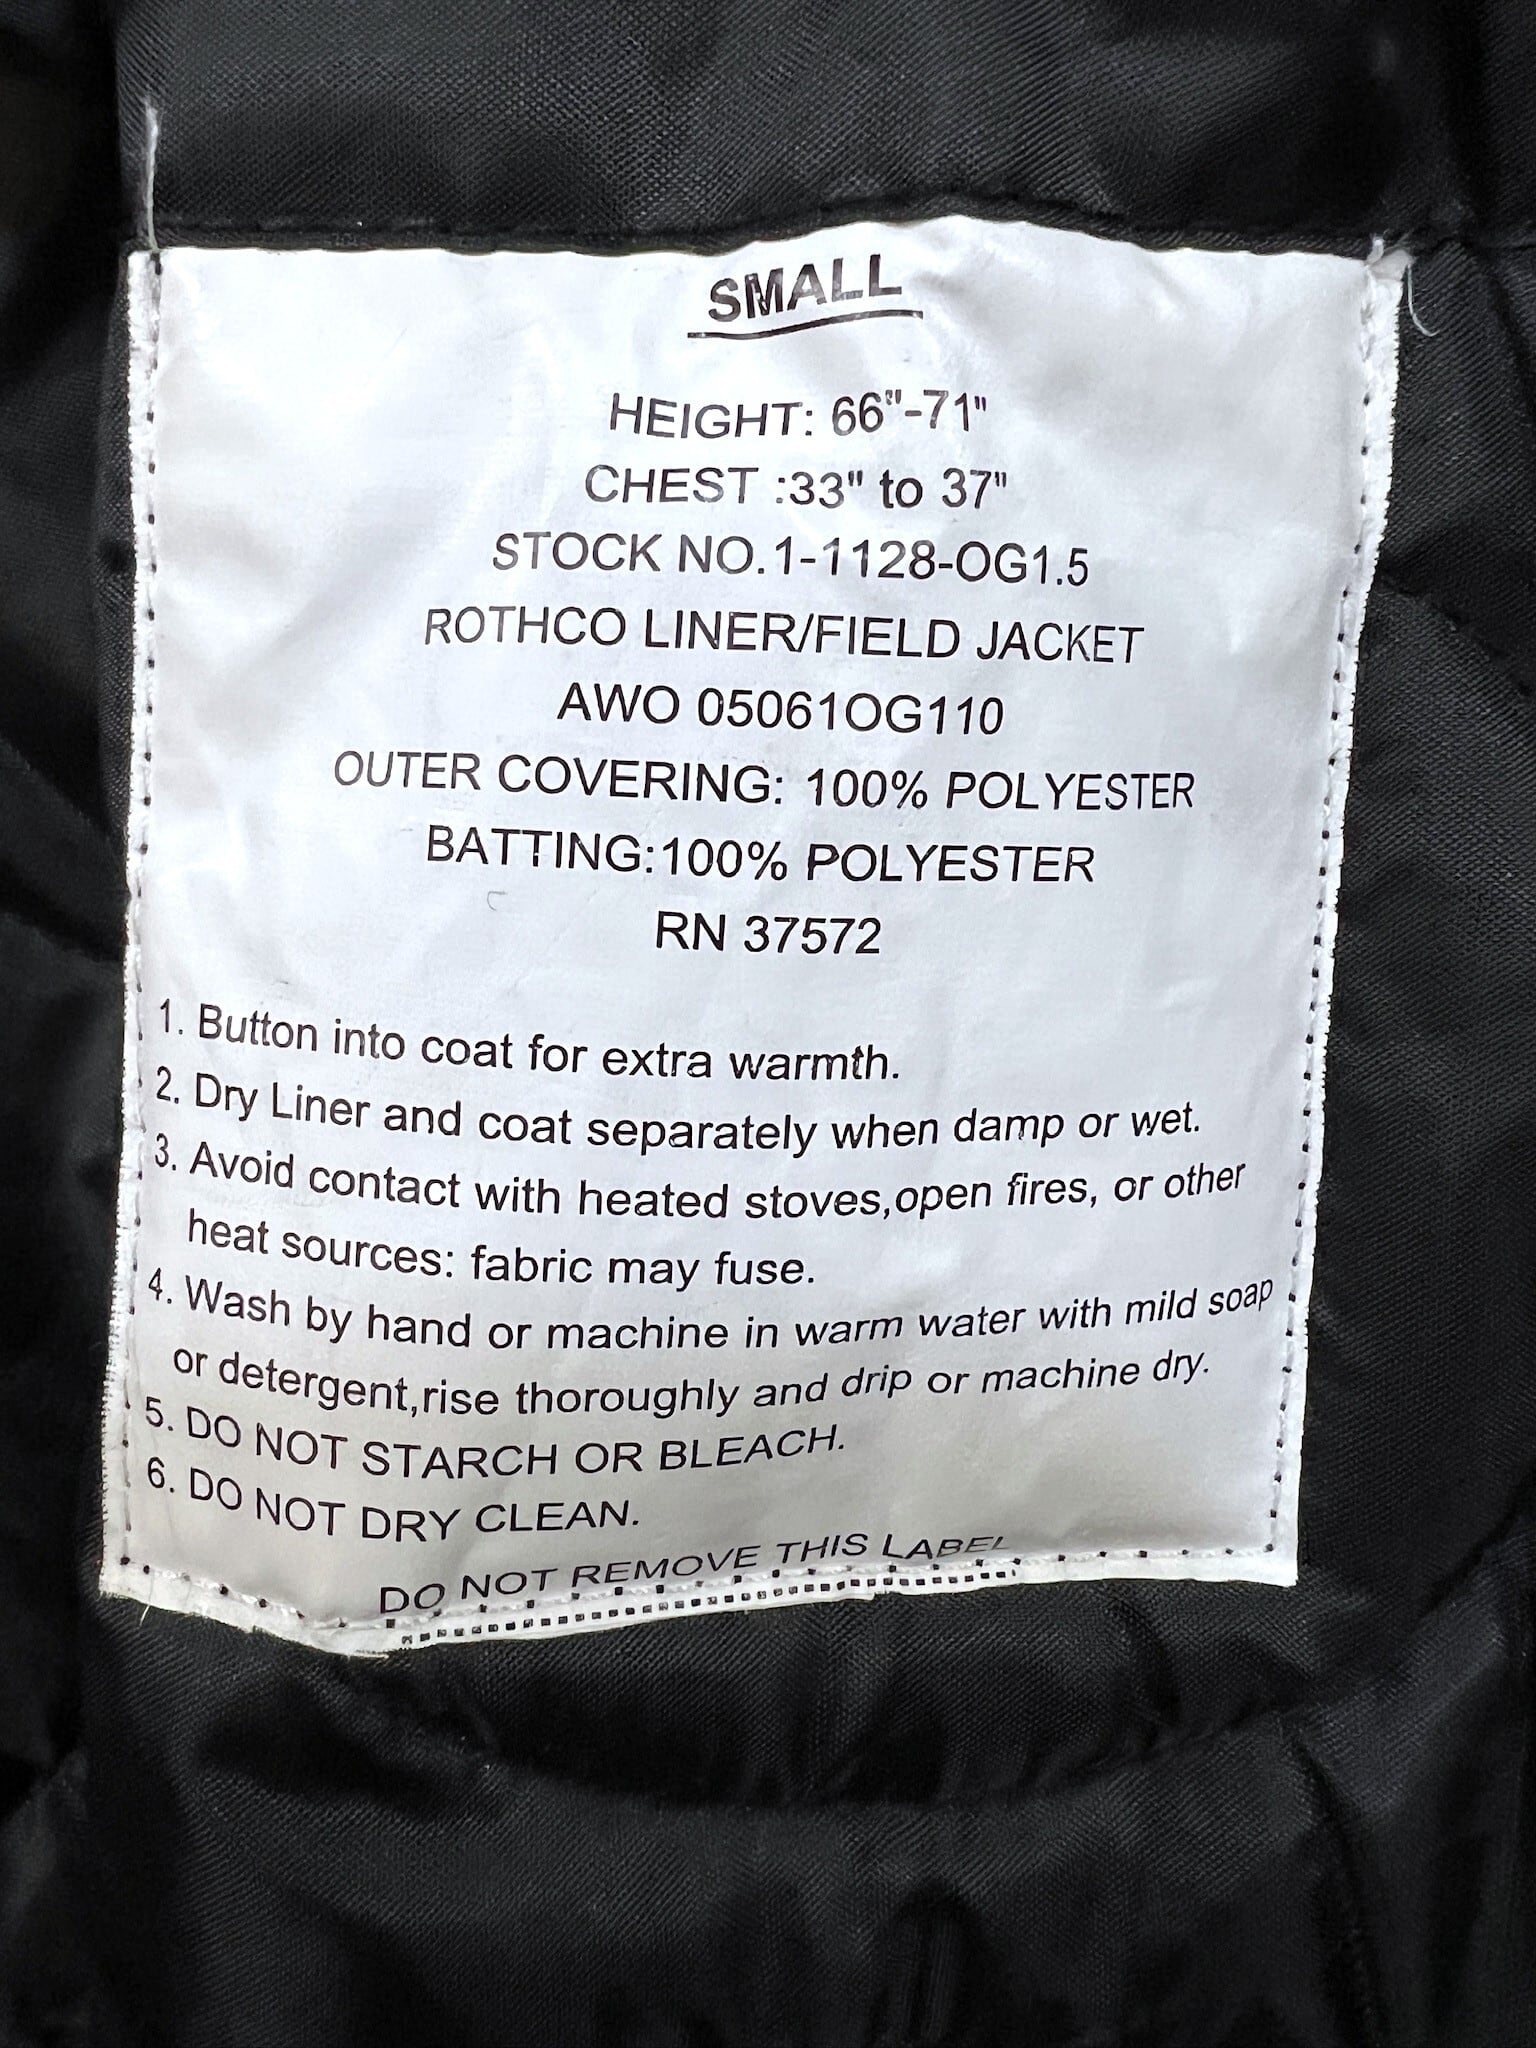 SMALL
HEIGHT: 66"-71"
CHEST :33" to 37"
STOCK NO.1-1128-OG1.5
ROTHCO LINER/FIELD JACKET
AWO 05061OG110
OUTER COVERING: 100% POLYESTER
BATTING:100% POLYESTER
RN 37572
1. Button into coat for extra warmth.
2. Dry Liner and coat separately when damp or wet.
3. Avoid contact with heated stoves,open fires, or other
heat sources: fabric may fuse.
4. Wash by hand or machine in warm water with mild soap
or detergent,rise thoroughly and drip or machine dry.
5. DO NOT STARCH OR BLEACH.
6. DO NOT DRY CLEAN.
DO NOT REMOVE THIS LABEL